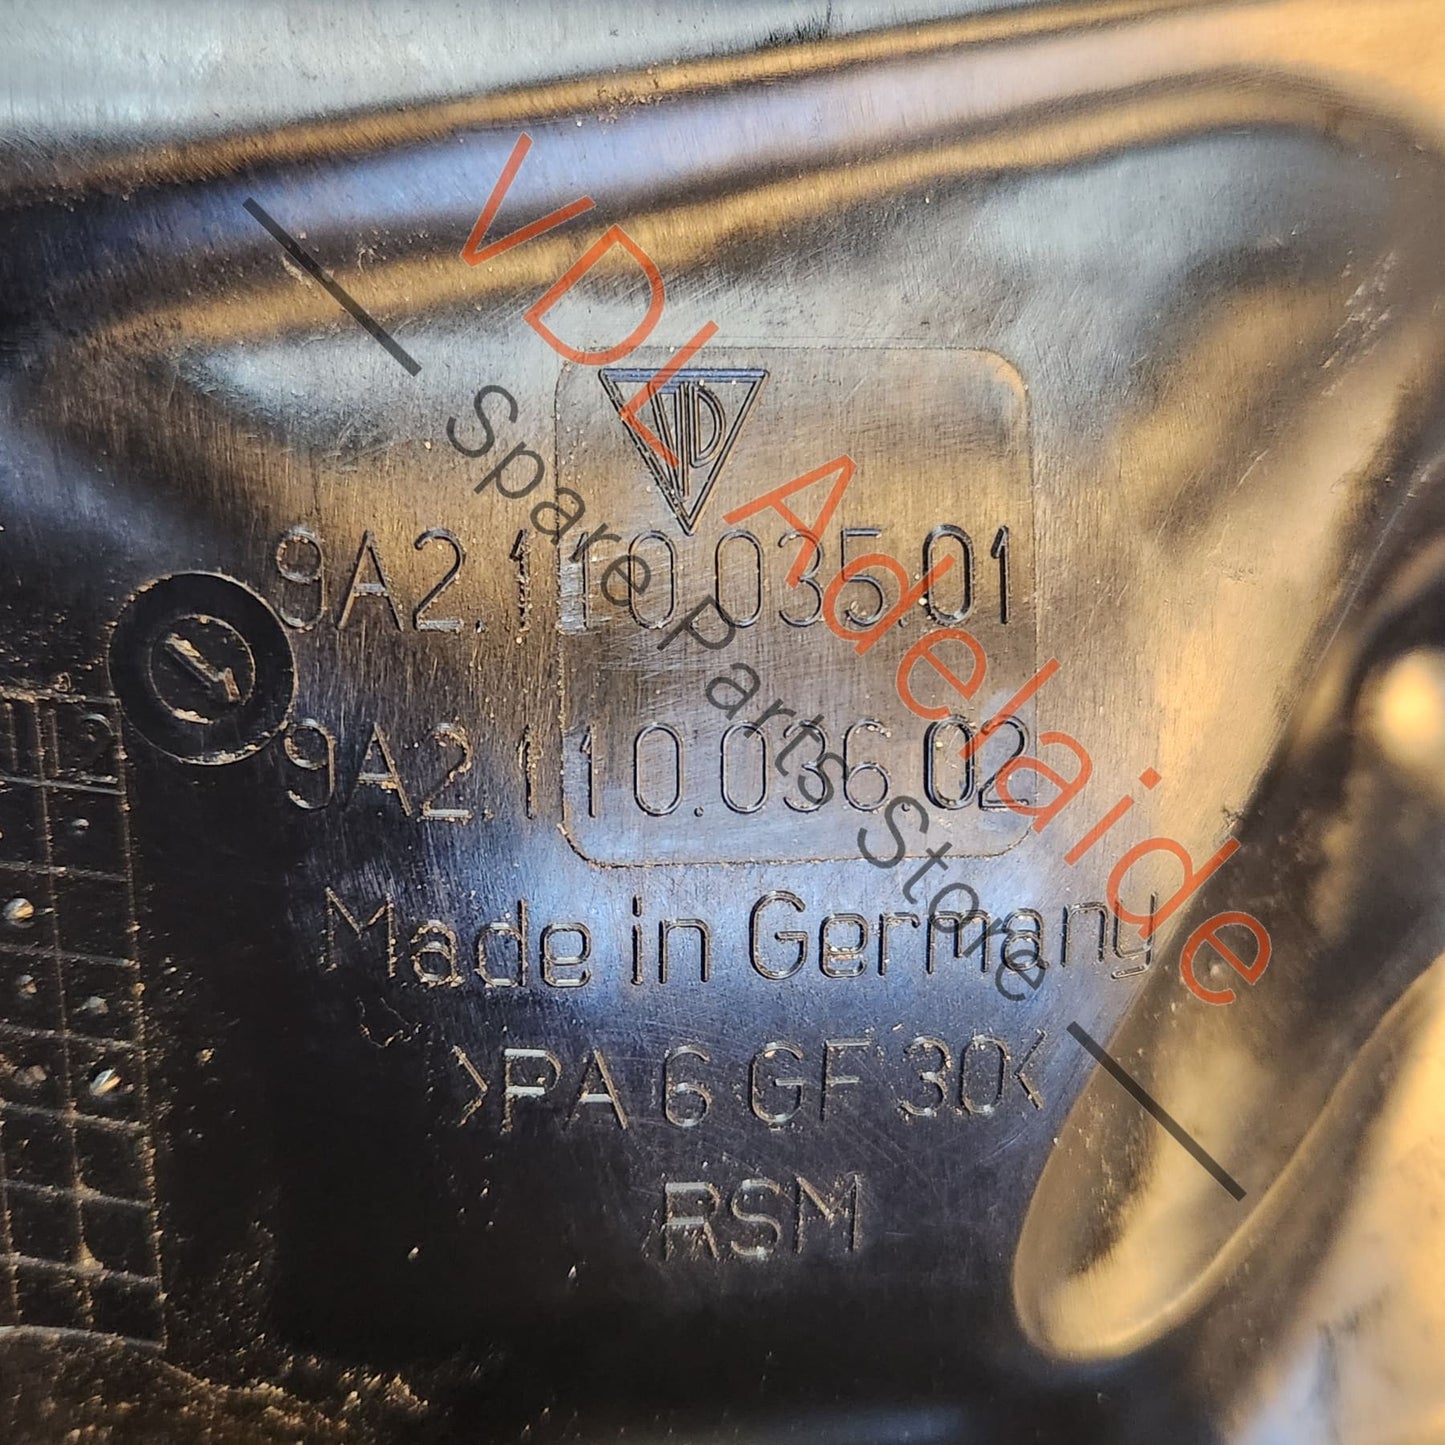 VDL Adelaide
Spare Parts Store
9A2.110.035.01
9A2.110.036.02
Made in Germany
>PA 6 GF 30<
RSM
12